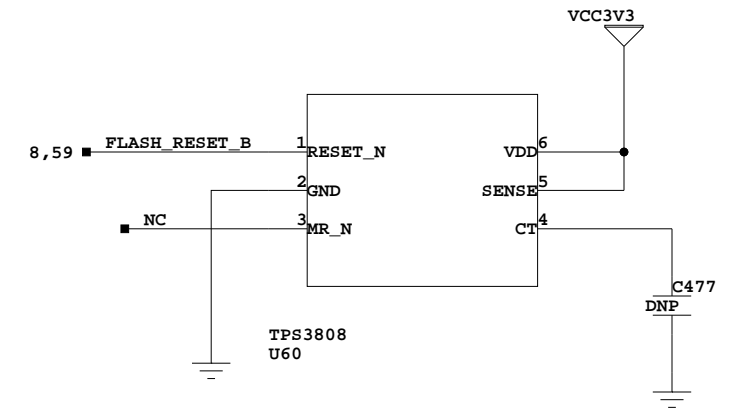 VCC3V3
8,59 FLASH_RESET_B 1 RESET_N VDD 6
2 GND SENSE 5
NC 3 MR_N CT 4
C477
DNP
TPS3808
U60